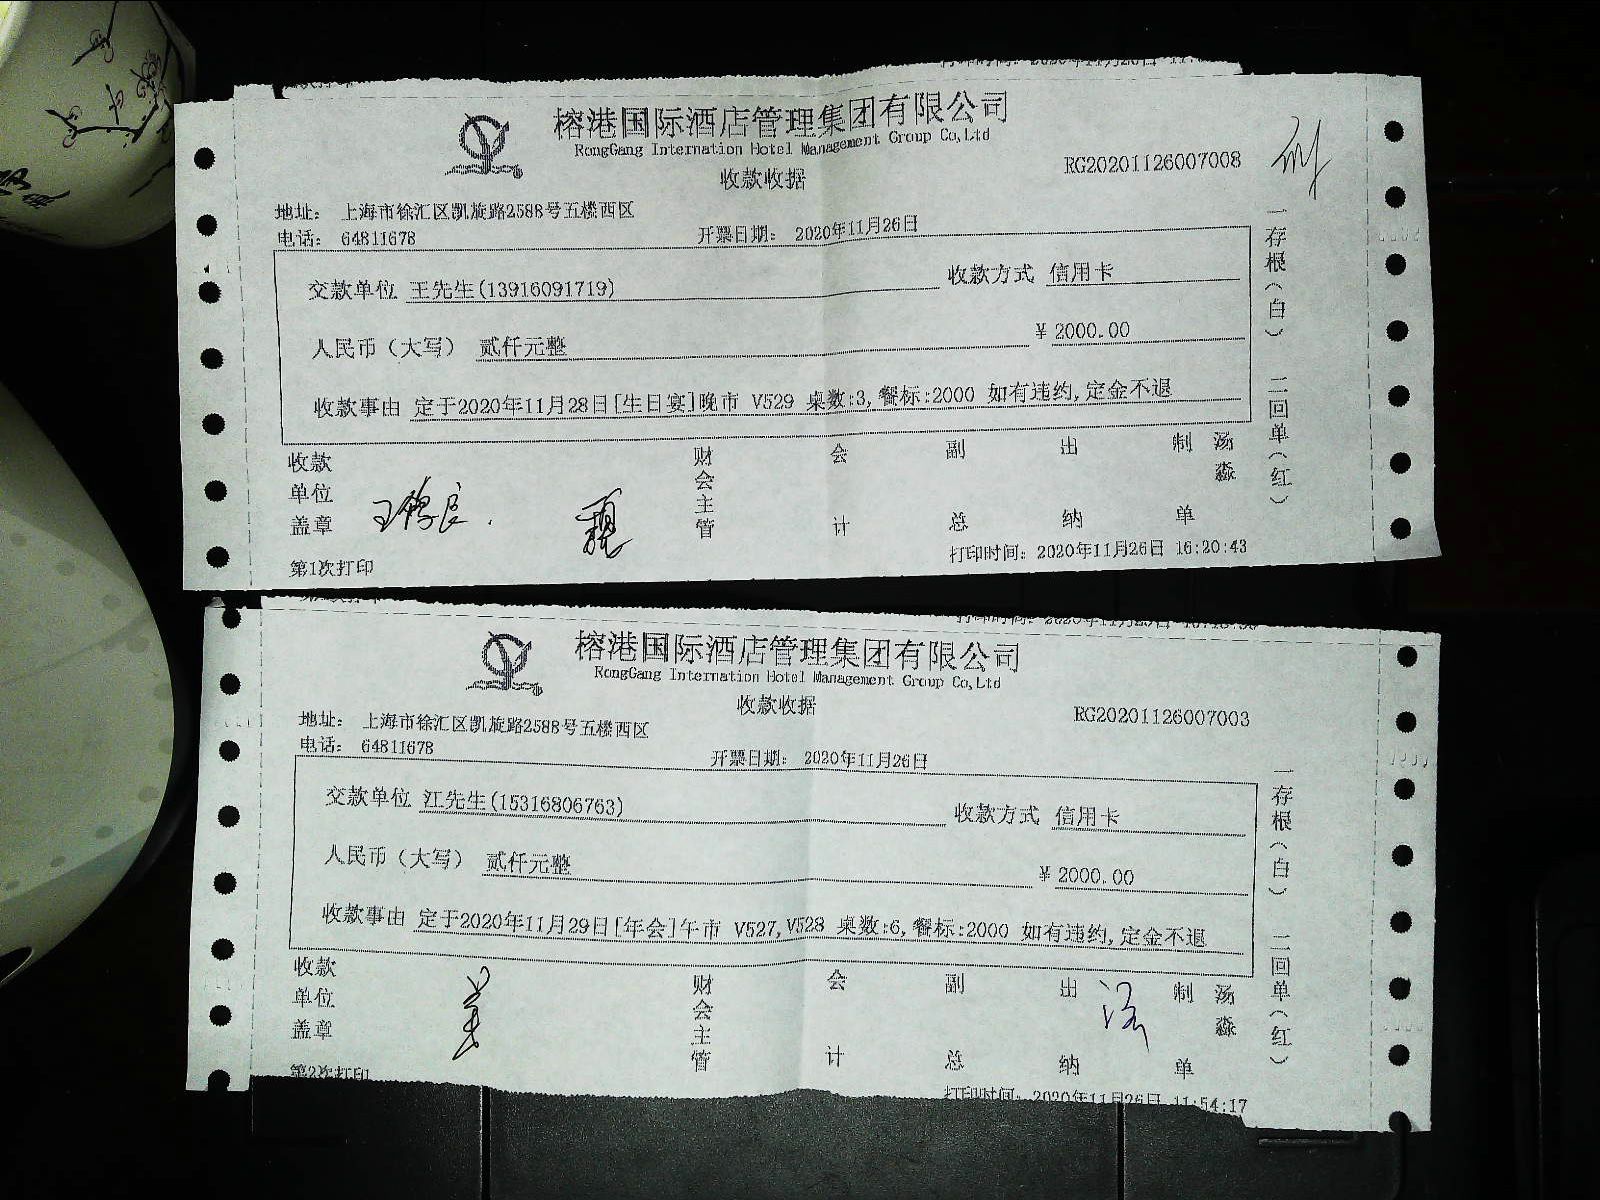 榕港国际酒店管理集团有限公司
RongGang Internation Hotel Management Group Co,Ltd
收款收据
RG20201126007008
地址： 上海市徐汇区凯旋路2588号五楼西区
电话： 64811678
开票日期： 2020年11月26日
交款单位 王先生(13916091719)
收款方式 信用卡
人民币（大写） 贰仟元整
￥2000.00
收款事由 定于2020年11月28日[生日宴]晚市 V529 桌数:3,餐标:2000 如有违约,定金不退
一存根（白） 二回单（红）
收款单位盖章
财会主管
会计
副总
出纳
制单
汤淼
第1次打印
打印时间：2020年11月26日 16:20:43
榕港国际酒店管理集团有限公司
RongGang Internation Hotel Management Group Co,Ltd
收款收据
RG20201126007003
地址： 上海市徐汇区凯旋路2588号五楼西区
电话： 64811678
开票日期： 2020年11月26日
交款单位 江先生(15316806763)
收款方式 信用卡
人民币（大写） 贰仟元整
￥2000.00
收款事由 定于2020年11月29日[年会]午市 V527,V528 桌数:6,餐标:2000 如有违约,定金不退
一存根（白） 二回单（红）
收款单位盖章
财会主管
会计
副总
出纳
制单
汤淼
第2次打印
打印时间：2020年11月26日 11:54:17